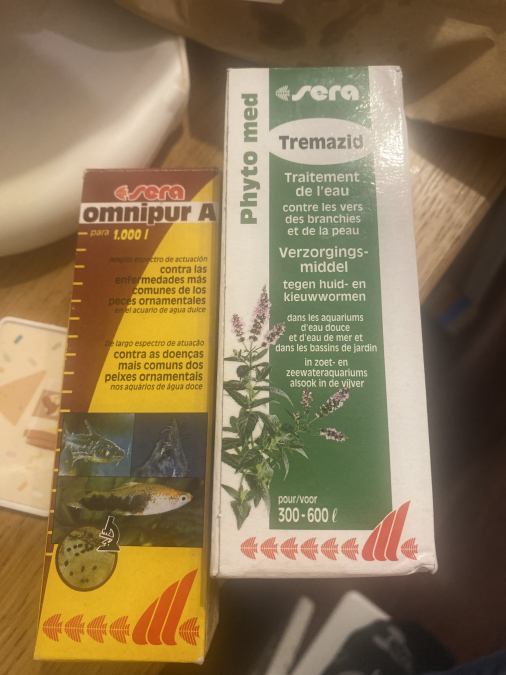 sera
omnipur A
para 1.000 l
Amplio espectro de actuación
contra las
enfermedades más
comunes de los
peces ornamentales
en el acuario de agua dulce
De largo espectro de atuação
contra as doenças
mais comuns dos
peixes ornamentais
nos aquários de água doce
Phyto med
sera
Tremazid
Traitement
de l'eau
contre les vers
des branchies
et de la peau
Verzorgings-
middel
tegen huid- en
kieuwwormen
dans les aquariums
d'eau douce
et d'eau de mer et
dans les bassins de jardin
in zoet- en
zeewateraquariums
alsook in de vijver
pour/voor
300-600 ℓ